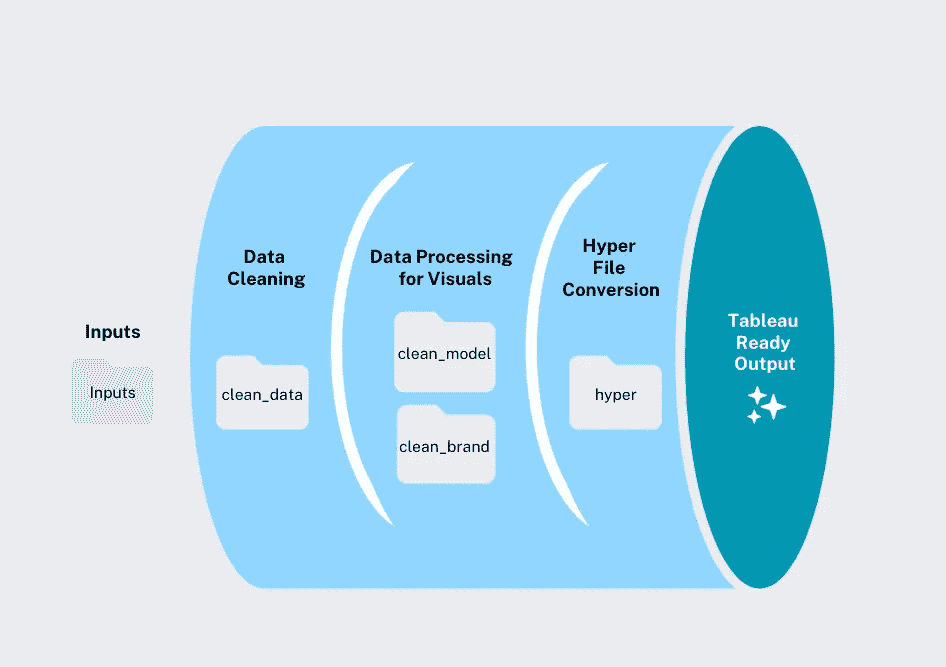 Inputs
Inputs
Data
Cleaning
clean_data
Data Processing
for Visuals
clean_model
clean_brand
Hyper
File
Conversion
hyper
Tableau
Ready
Output